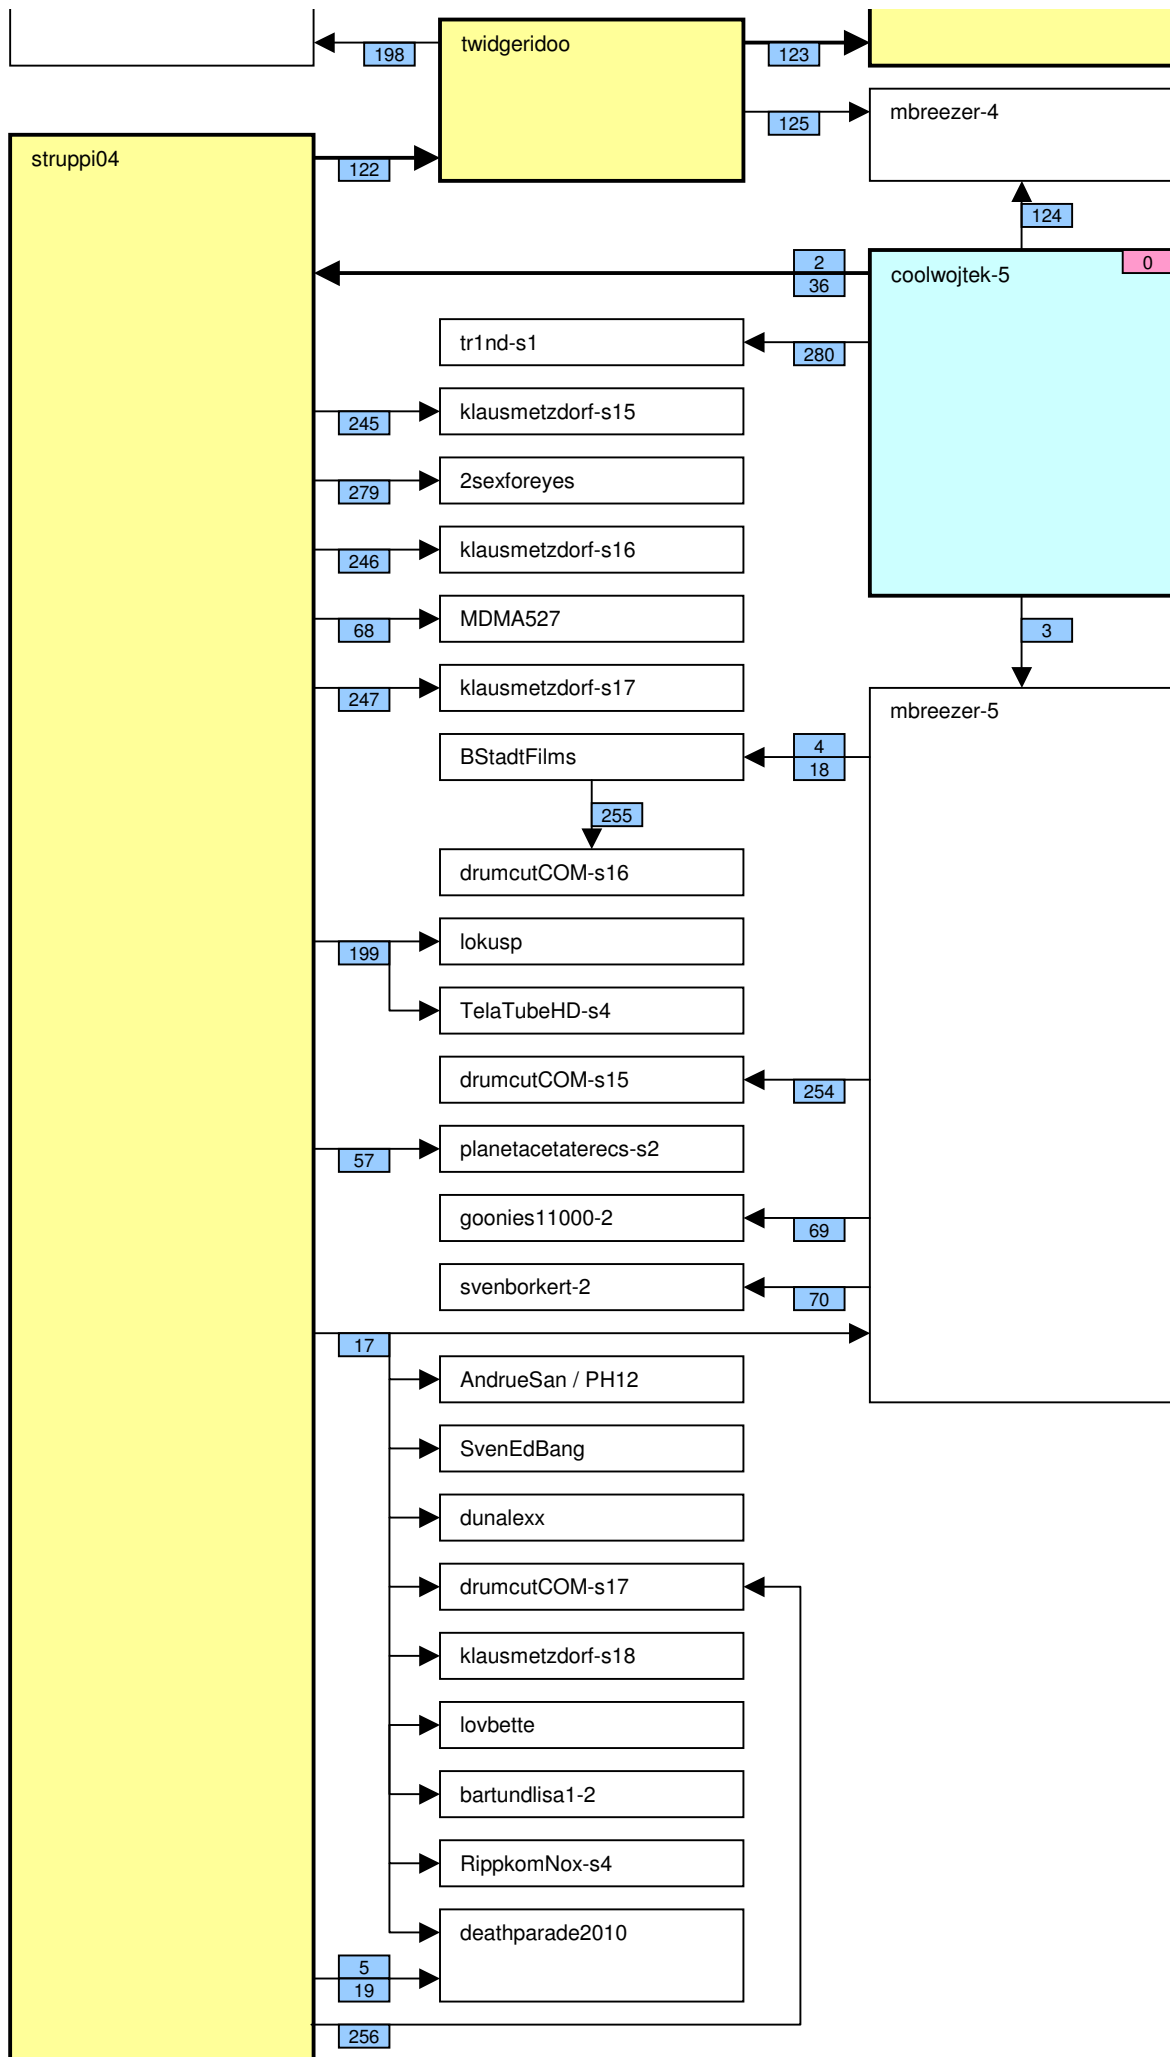 twidgeridoo
198
123
125
mbreezer-4
struppi04
122
124
2
36
coolwojtek-5
0
tr1nd-s1
280
klausmetzdorf-s15
245
2sexforeyes
279
klausmetzdorf-s16
246
MDMA527
68
3
klausmetzdorf-s17
247
mbreezer-5
BStadtFilms
4
18
255
drumcutCOM-s16
lokusp
199
TelaTubeHD-s4
drumcutCOM-s15
254
planetacetaterecs-s2
57
goonies11000-2
69
svenborkert-2
70
17
AndrueSan / PH12
SvenEdBang
dunalexx
drumcutCOM-s17
klausmetzdorf-s18
lovbette
bartundlisa1-2
RippkomNox-s4
deathparade2010
5
19
256